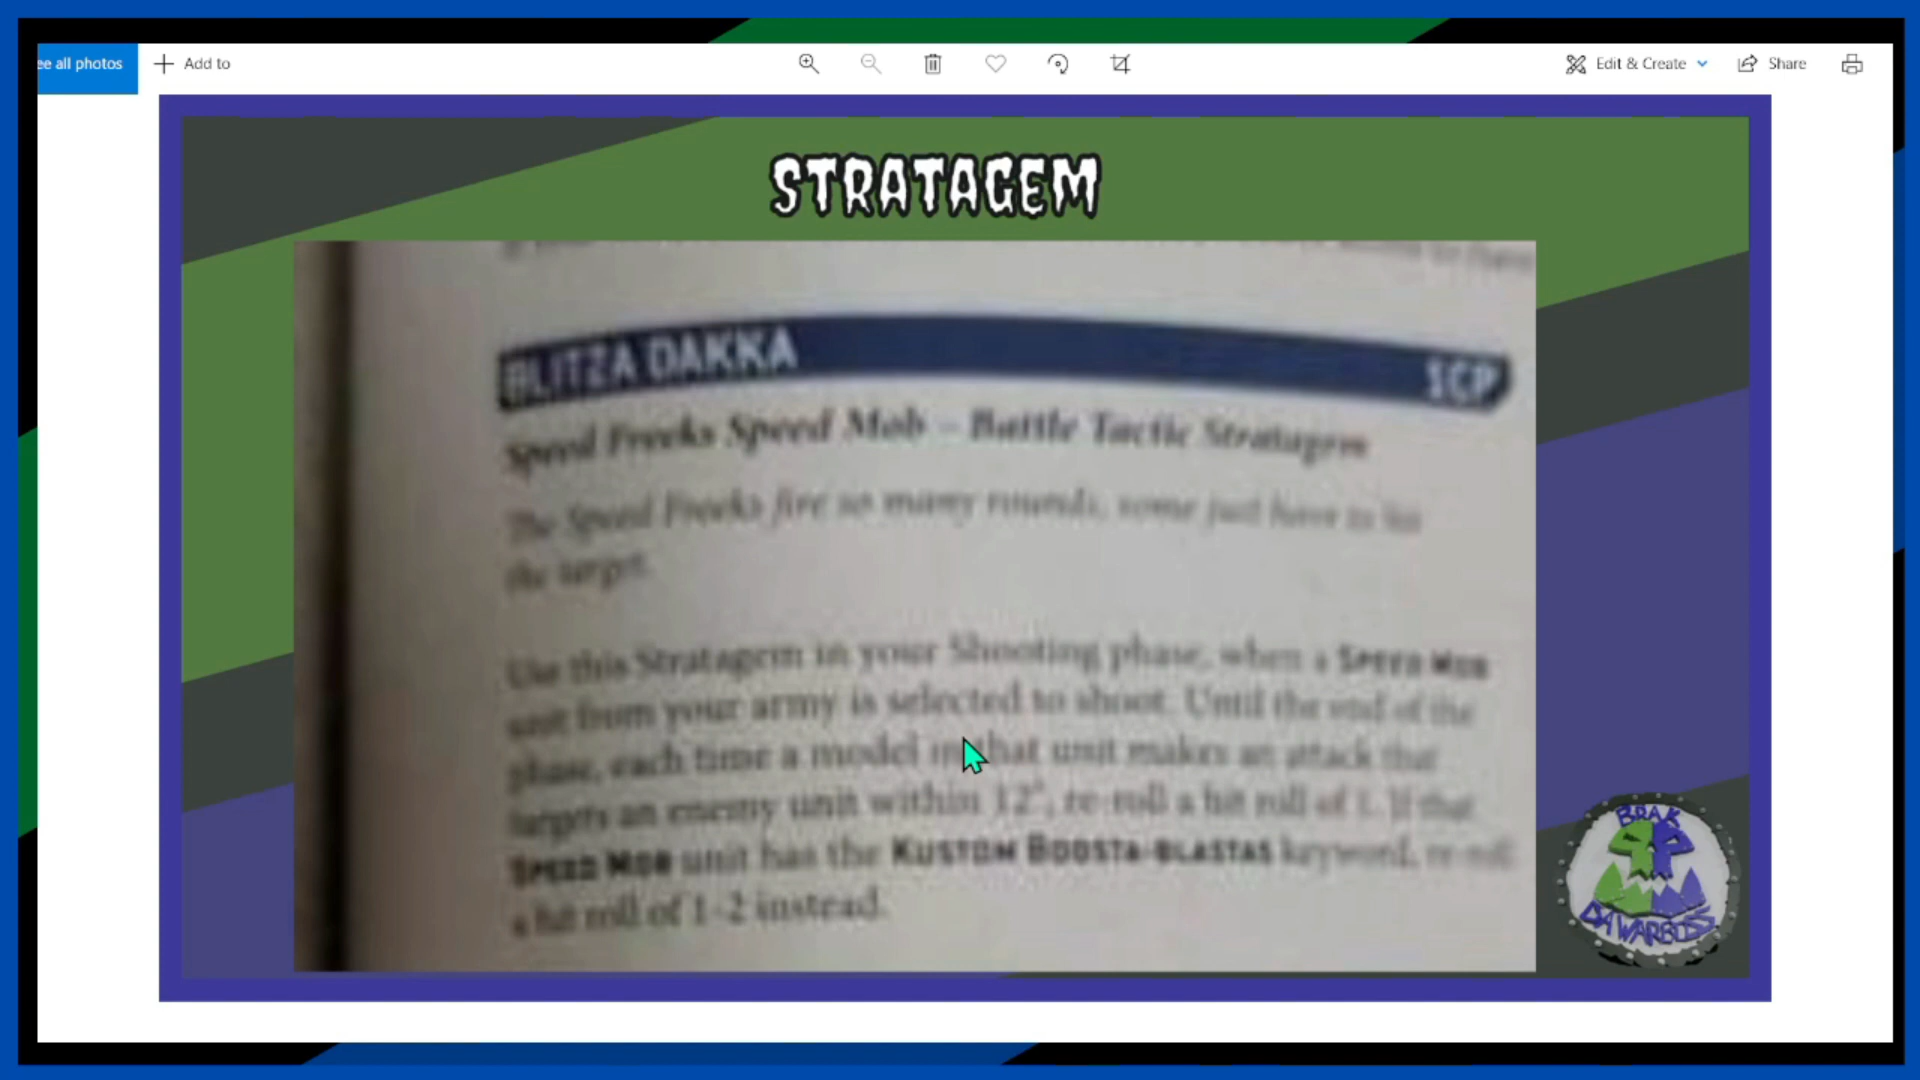 ee all photos
Add to
Edit & Create
Share
STRATAGEM
BLITZA DAKKA
1CP
Speed Freeks Speed Mob – Battle Tactic Stratagem
The Speed Freeks fire so many rounds, some just have to hit
the target.
Use this Stratagem in your Shooting phase, when a SPEED MOB
unit from your army is selected to shoot. Until the end of the
phase, each time a model in that unit makes an attack that
targets an enemy unit within 12", re-roll a hit roll of 1. If that
SPEED MOB unit has the KUSTOM BOOSTA-BLASTAS keyword, re-roll
a hit roll of 1-2 instead.
BRAK
DA WARBOSS